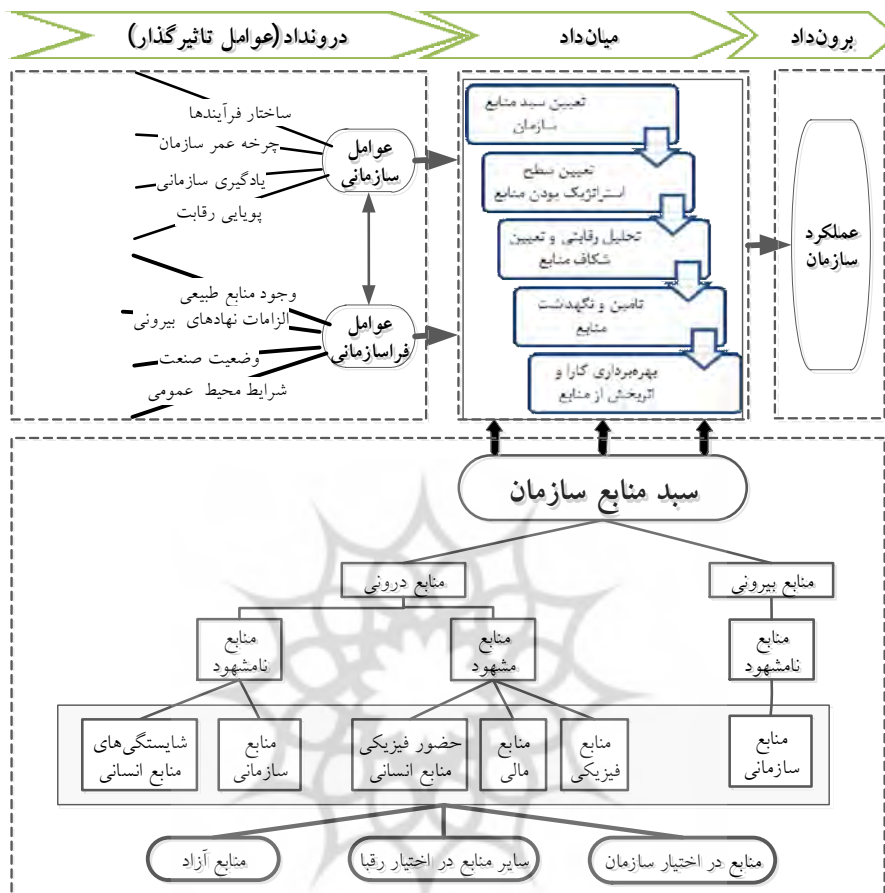 درونداد(عوامل تاثیرگذار)
میان‌داد
برون‌داد
ساختار فرآیندها
چرخه عمر سازمان
یادگیری سازمانی
پویایی رقابت
عوامل
سازمانی
وجود منابع طبیعی
الزامات نهادهای بیرونی
وضعیت صنعت
شرایط محیط عمومی
عوامل
فراسازمانی
تعیین سبد منابع
سازمان
تعیین سطح
استراتژیک بودن منابع
تحلیل رقابتی و تعیین
شکاف منابع
تامین و نگهداشت
منابع
بهره‌برداری کارا و
اثربخش از منابع
عملکرد
سازمان
سبد منابع سازمان
منابع بیرونی
منابع درونی
منابع
نامشهود
منابع
مشهود
منابع
نامشهود
منابع
سازمانی
منابع
فیزیکی
منابع
مالی
حضور فیزیکی
منابع انسانی
منابع
سازمانی
شایستگی‌های
منابع انسانی
منابع در اختیار سازمان
سایر منابع در اختیار رقبا
منابع آزاد